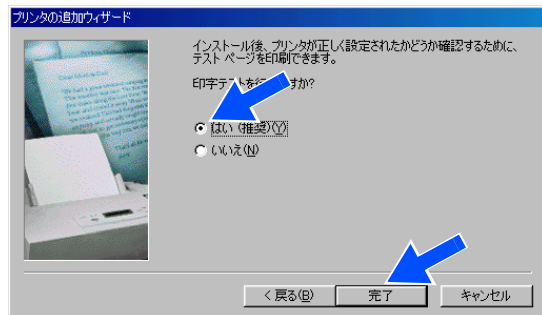 プリンタの追加ウィザード
インストール後、プリンタが正しく設定されたかどうか確認するために、
テスト ページを印刷できます。
印字テ すか?
はい (推奨)(Y)
いいえ(N)
< 戻る(B)
完了
キャンセル